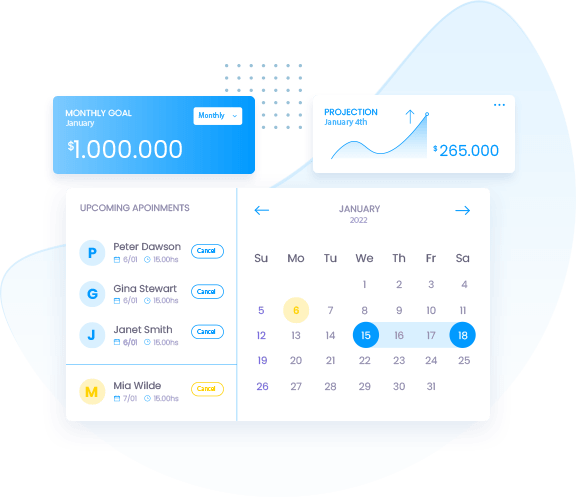 MONTHLY GOAL
January
Monthly
$1.000.000
PROJECTION
January 4th
$265.000
UPCOMING APOINMENTS
P
Peter Dawson
6/01 15.00hs
Cancel
G
Gina Stewart
6/01 15.00hs
Cancel
J
Janet Smith
6/01 15.00hs
Cancel
M
Mia Wilde
7/01 15.00hs
Cancel
JANUARY
2022
Su Mo Tu We Th Fr Sa
1 2 3 4
5 6 7 8 9 10 11
12 13 14 15 16 17 18
19 20 21 22 23 24 25
26 27 28 29 30 31